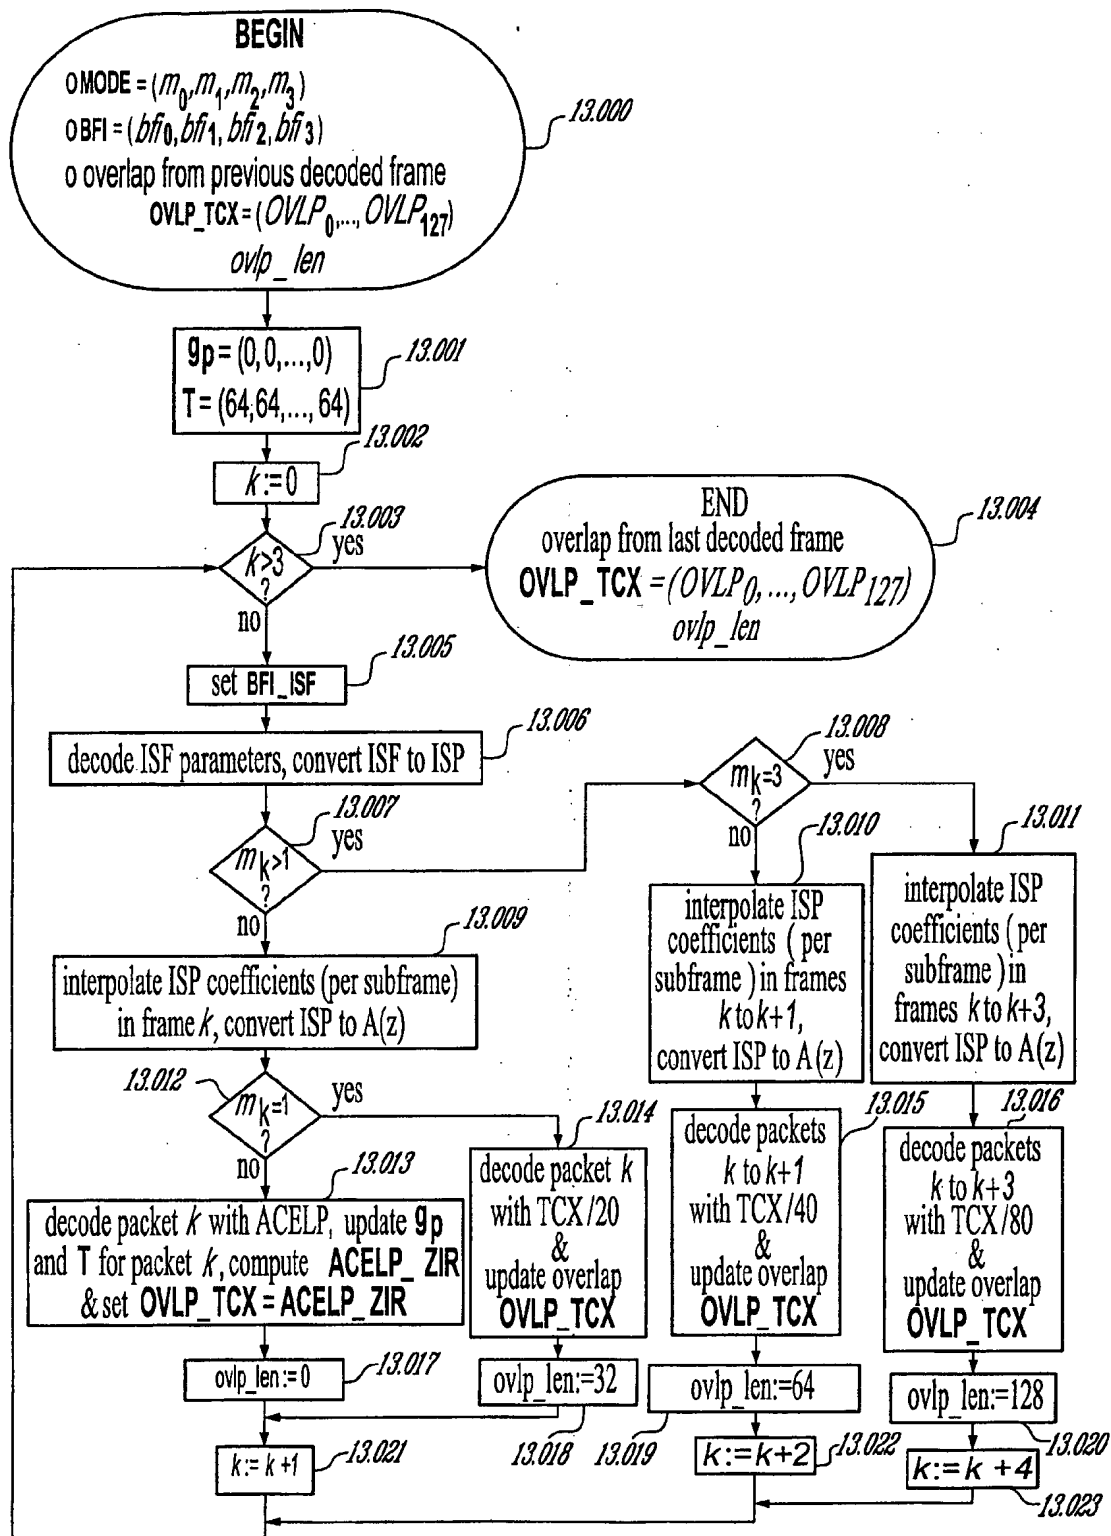 BEGIN
o MODE = (m0, m1, m2, m3)
o BFI = (bfi0, bfi1, bfi2, bfi3)
o overlap from previous decoded frame
OVLP_TCX = (OVLP0,..., OVLP127)
ovlp_len
13.000
gp = (0,0,...,0)
T = (64,64,..., 64)
13.001
13.002
k := 0
13.003
k>3
?
yes
no
END
overlap from last decoded frame
OVLP_TCX = (OVLP0, ..., OVLP127)
ovlp_len
13.004
13.005
set BFI_ISF
13.006
decode ISF parameters, convert ISF to ISP
13.007
mk>1
?
yes
no
13.008
mk=3
?
yes
no
13.009
interpolate ISP coefficients (per subframe)
in frame k, convert ISP to A(z)
13.010
interpolate ISP
coefficients ( per
subframe ) in frames
k to k+1,
convert ISP to A(z)
13.011
interpolate ISP
coefficients ( per
subframe ) in
frames k to k+3,
convert ISP to A(z)
13.012
mk=1
?
yes
no
13.013
decode packet k with ACELP, update gp
and T for packet k, compute ACELP_ZIR
& set OVLP_TCX = ACELP_ZIR
13.014
decode packet k
with TCX/20
&
update overlap
OVLP_TCX
13.015
decode packets
k to k+1
with TCX/40
&
update overlap
OVLP_TCX
13.016
decode packets
k to k+3
with TCX/80
&
update overlap
OVLP_TCX
ovlp_len := 0
13.017
ovlp_len:=32
13.018
ovlp_len:=64
13.019
ovlp_len:=128
13.020
k := k +1
13.021
k:= k+2
13.022
k:= k +4
13.023